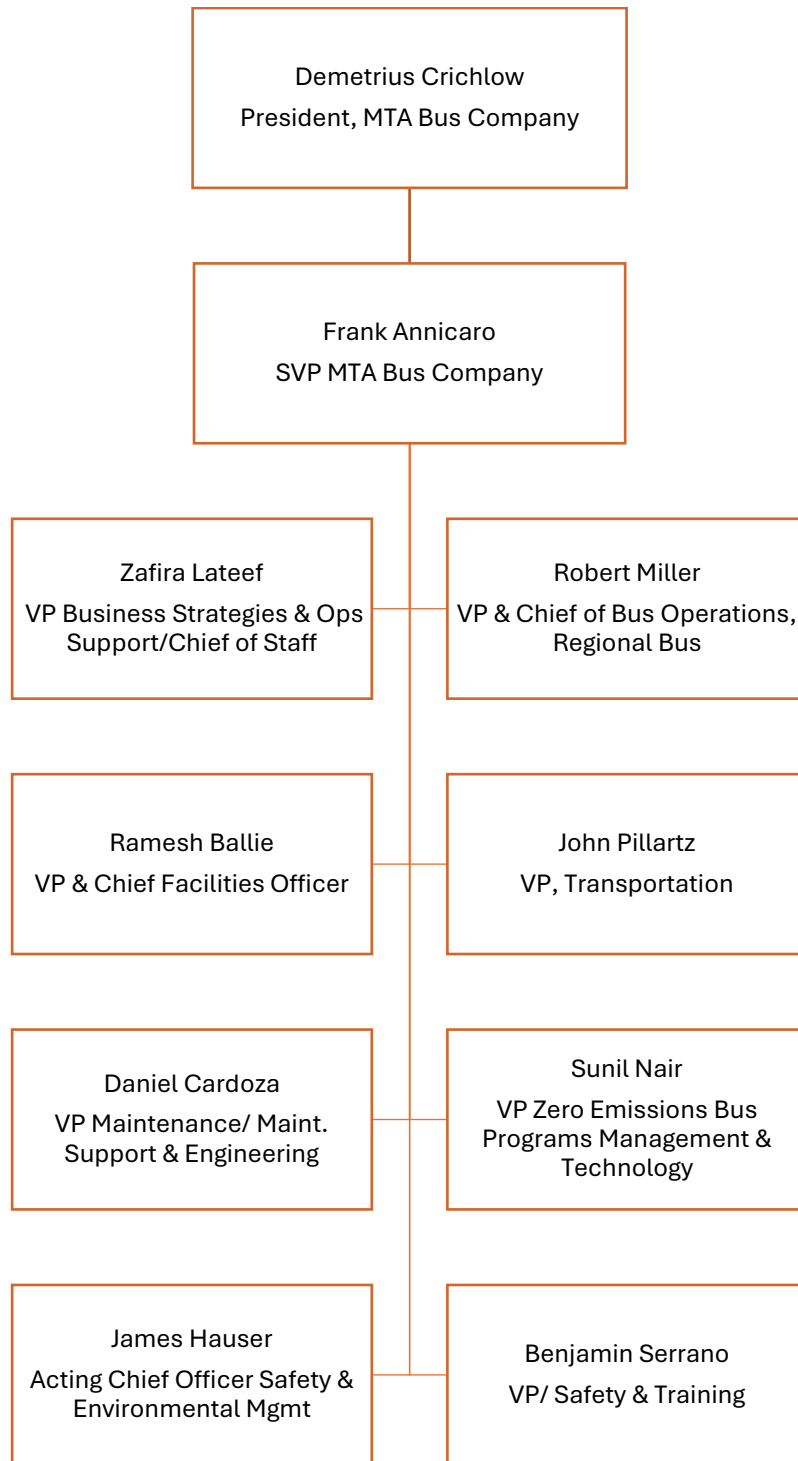 Demetrius Crichlow
President, MTA Bus Company
Frank Annicaro
SVP MTA Bus Company
Zafira Lateef
VP Business Strategies & Ops
Support/Chief of Staff
Robert Miller
VP & Chief of Bus Operations,
Regional Bus
Ramesh Ballie
VP & Chief Facilities Officer
John Pillartz
VP, Transportation
Daniel Cardoza
VP Maintenance/ Maint.
Support & Engineering
Sunil Nair
VP Zero Emissions Bus
Programs Management &
Technology
James Hauser
Acting Chief Officer Safety &
Environmental Mgmt
Benjamin Serrano
VP/ Safety & Training